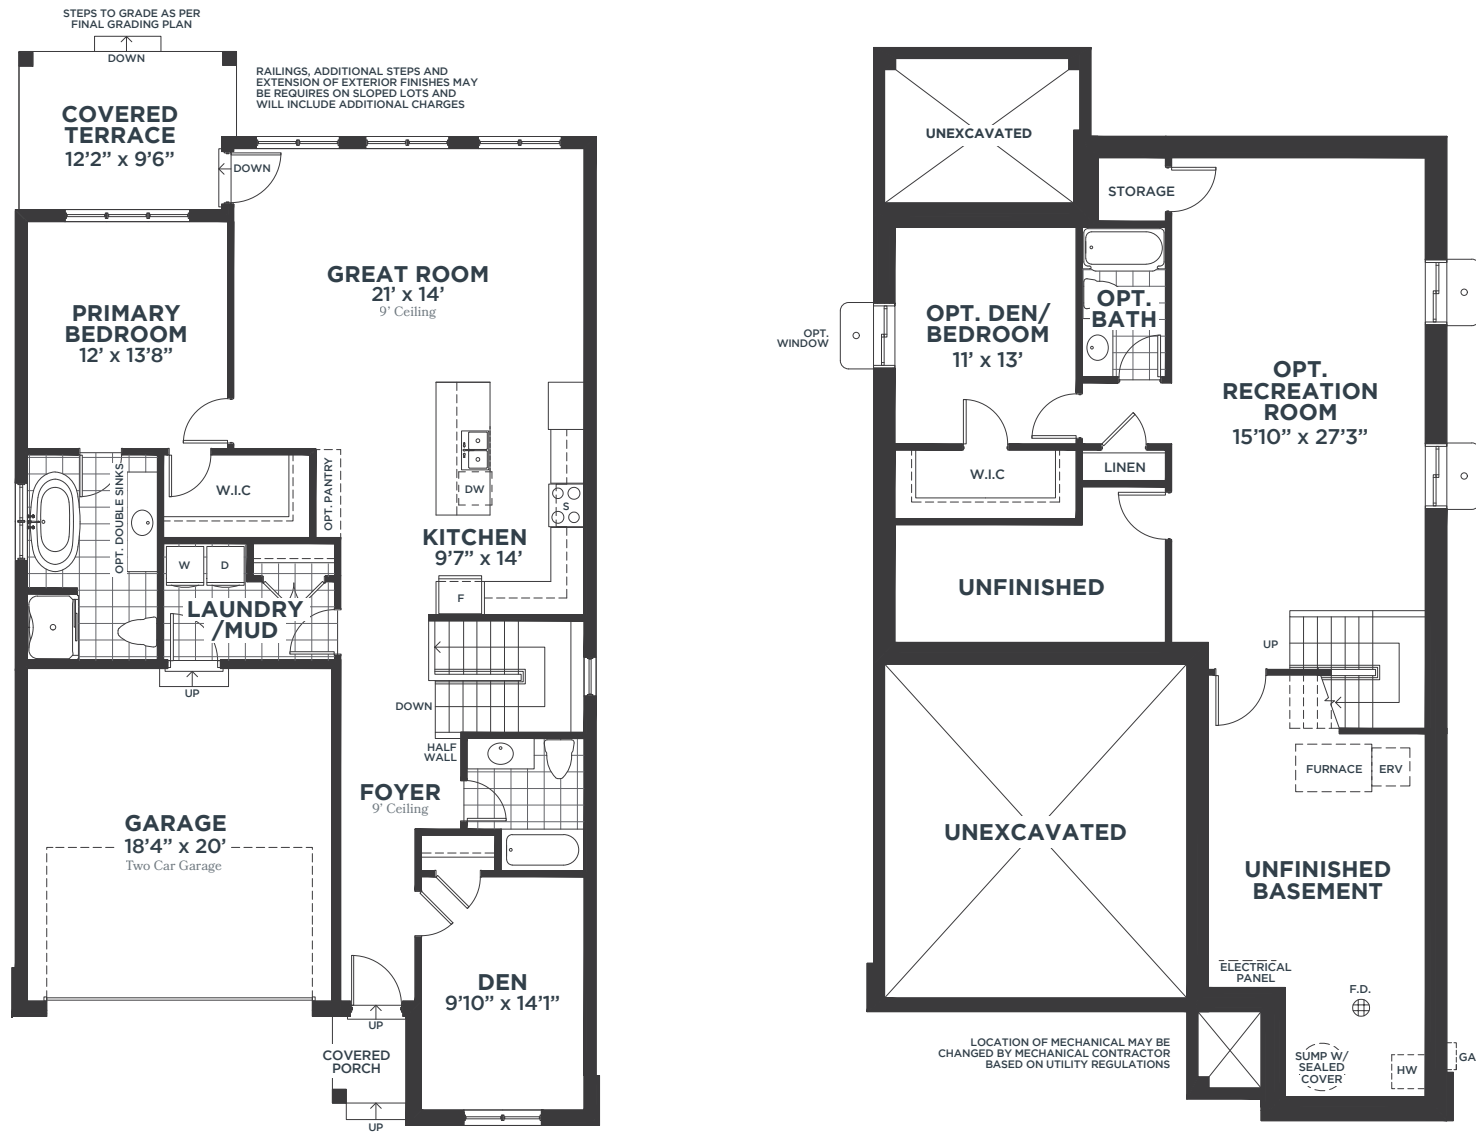 STEPS TO GRADE AS PER
FINAL GRADING PLAN
DOWN
RAILINGS, ADDITIONAL STEPS AND
EXTENSION OF EXTERIOR FINISHES MAY
BE REQUIRES ON SLOPED LOTS AND
WILL INCLUDE ADDITIONAL CHARGES
COVERED
TERRACE
12’2” x 9’6”
DOWN
GREAT ROOM
21’ x 14’
9’ Ceiling
PRIMARY
BEDROOM
12’ x 13’8”
DW
S
W.I.C
OPT. PANTRY
OPT. DOUBLE SINKS
KITCHEN
9’7” x 14’
W
D
F
LAUNDRY
/MUD
UP
DOWN
HALF
WALL
FOYER
9’ Ceiling
GARAGE
18’4” x 20’
Two Car Garage
DEN
9’10” x 14’1”
UP
COVERED
PORCH
UP
UNEXCAVATED
STORAGE
OPT.
WINDOW
OPT. DEN/
BEDROOM
11’ x 13’
OPT.
BATH
OPT.
RECREATION
ROOM
15’10” x 27’3”
W.I.C
LINEN
UNFINISHED
UP
FURNACE
ERV
UNEXCAVATED
UNFINISHED
BASEMENT
ELECTRICAL
PANEL
F.D.
LOCATION OF MECHANICAL MAY BE
CHANGED BY MECHANICAL CONTRACTOR
BASED ON UTILITY REGULATIONS
SUMP W/
SEALED
COVER
HW
GA